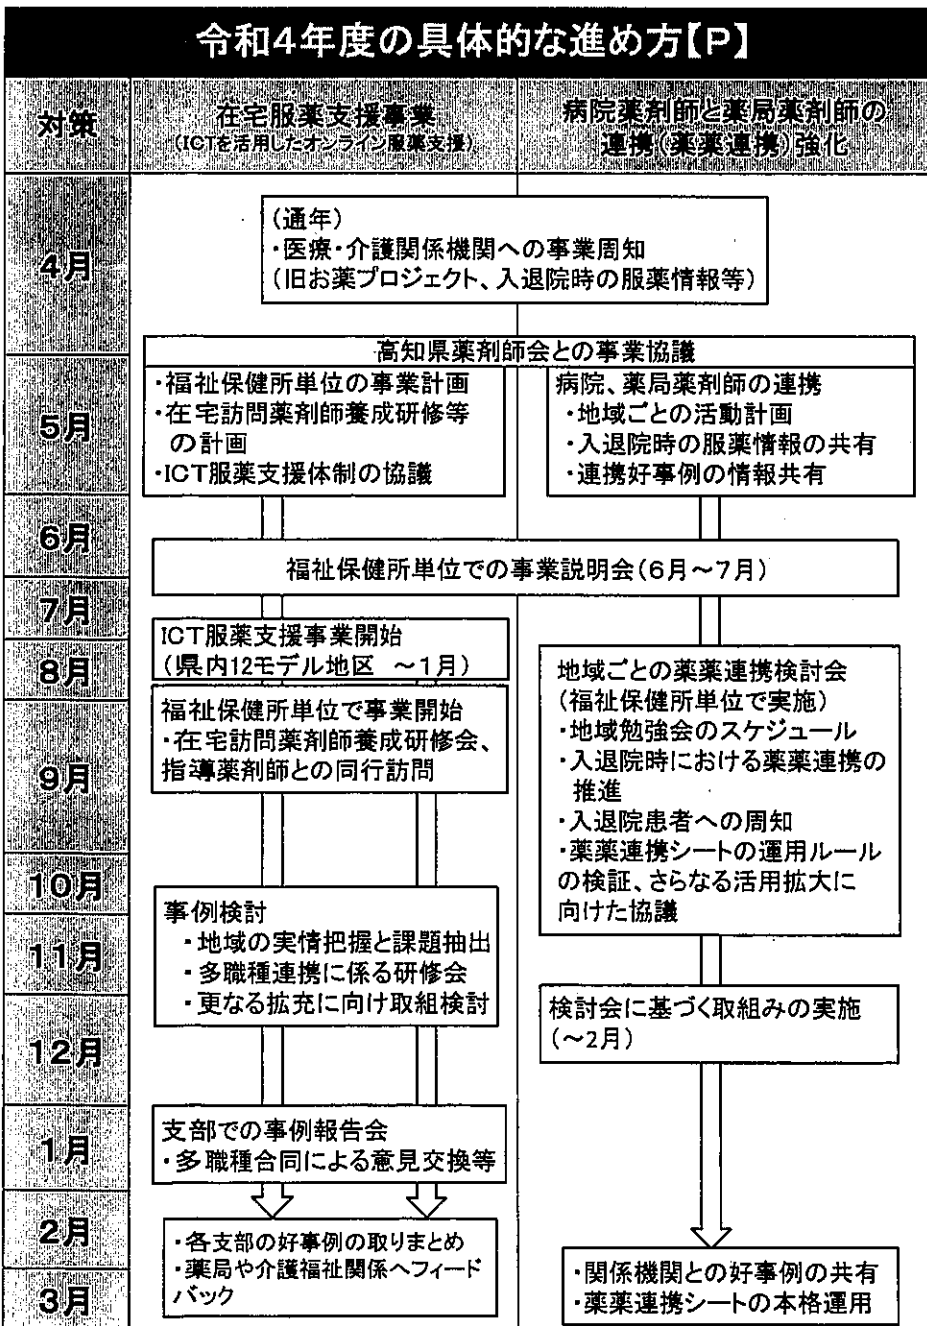 令和4年度の具体的な進め方【P】
対策
在宅服薬支援事業
(ICTを活用したオンライン服薬支援)
病院薬剤師と薬局薬剤師の
連携(薬薬連携)強化
4月
(通年)
・医療・介護関係機関への事業周知
(旧お薬プロジェクト、入退院時の服薬情報等)
高知県薬剤師会との事業協議
5月
・福祉保健所単位の事業計画
・在宅訪問薬剤師養成研修等
の計画
・ICT服薬支援体制の協議
病院、薬局薬剤師の連携
・地域ごとの活動計画
・入退院時の服薬情報の共有
・連携好事例の情報共有
6月
福祉保健所単位での事業説明会(6月～7月)
7月
ICT服薬支援事業開始
(県内12モデル地区 ～1月)
8月
福祉保健所単位で事業開始
・在宅訪問薬剤師養成研修会、
指導薬剤師との同行訪問
9月
地域ごとの薬薬連携検討会
(福祉保健所単位で実施)
・地域勉強会のスケジュール
・入退院時における薬薬連携の
推進
・入退院患者への周知
・薬薬連携シートの運用ルール
の検証、さらなる活用拡大に
向けた協議
10月
事例検討
・地域の実情把握と課題抽出
・多職種連携に係る研修会
・更なる拡充に向け取組検討
11月
検討会に基づく取組みの実施
(～2月)
12月
1月
支部での事例報告会
・多職種合同による意見交換等
2月
・各支部の好事例の取りまとめ
・薬局や介護福祉関係へフィード
バック
3月
・関係機関との好事例の共有
・薬薬連携シートの本格運用